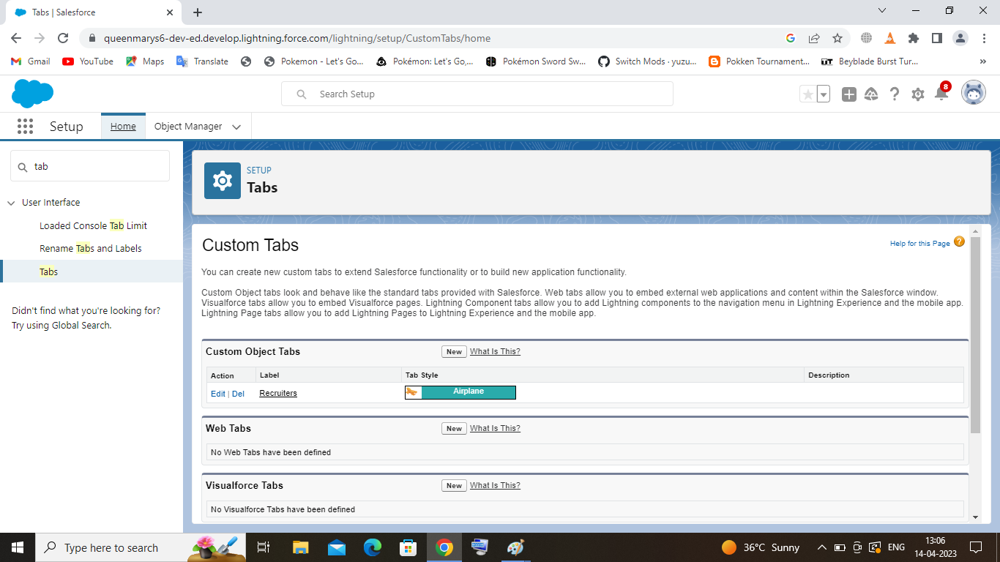 Tabs | Salesforce
queenmarys6-dev-ed.develop.lightning.force.com/lightning/setup/CustomTabs/home
Gmail
YouTube
Maps
Translate
Pokemon - Let's Go...
Pokémon: Let's Go,...
Pokémon Sword Sw...
Switch Mods · yuzu...
Pokken Tournament...
Beyblade Burst Tur...
Search Setup
8
Setup
Home
Object Manager
tab
User Interface
Loaded Console Tab Limit
Rename Tabs and Labels
Tabs
Didn't find what you're looking for?
Try using Global Search.
SETUP
Tabs
Custom Tabs
Help for this Page
You can create new custom tabs to extend Salesforce functionality or to build new application functionality.
Custom Object tabs look and behave like the standard tabs provided with Salesforce. Web tabs allow you to embed external web applications and content within the Salesforce window.
Visualforce tabs allow you to embed Visualforce pages. Lightning Component tabs allow you to add Lightning components to the navigation menu in Lightning Experience and the mobile app.
Lightning Page tabs allow you to add Lightning Pages to Lightning Experience and the mobile app.
Custom Object Tabs New What Is This?
Action Label Tab Style Description
Edit | Del Recruiters Airplane
Web Tabs New What Is This?
No Web Tabs have been defined
Visualforce Tabs New What Is This?
No Visualforce Tabs have been defined
Type here to search
36°C Sunny
ENG
13:06
14-04-2023